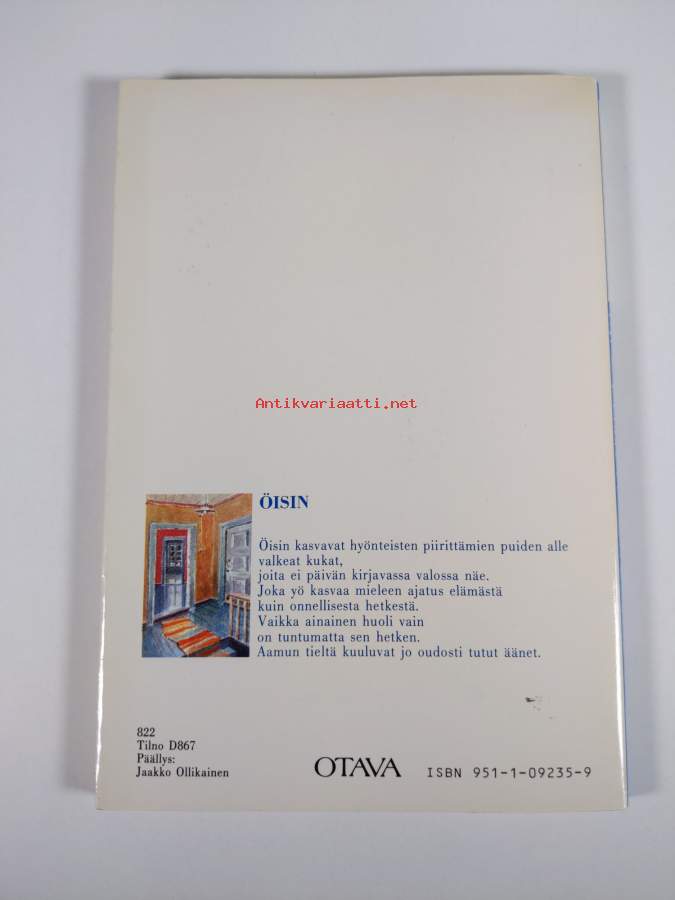 Antikvariaatti.net
ÖISIN
Öisin kasvavat hyönteisten piirittämien puiden alle
valkeat kukat,
joita ei päivän kirjavassa valossa näe.
Joka yö kasvaa mieleen ajatus elämästä
kuin onnellisesta hetkestä.
Vaikka ainainen huoli vain
on tuntumatta sen hetken.
Aamun tieltä kuuluvat jo oudosti tutut äänet.
822
Tilno D867
Päällys:
Jaakko Ollikainen
OTAVA
ISBN 951-1-09235-9